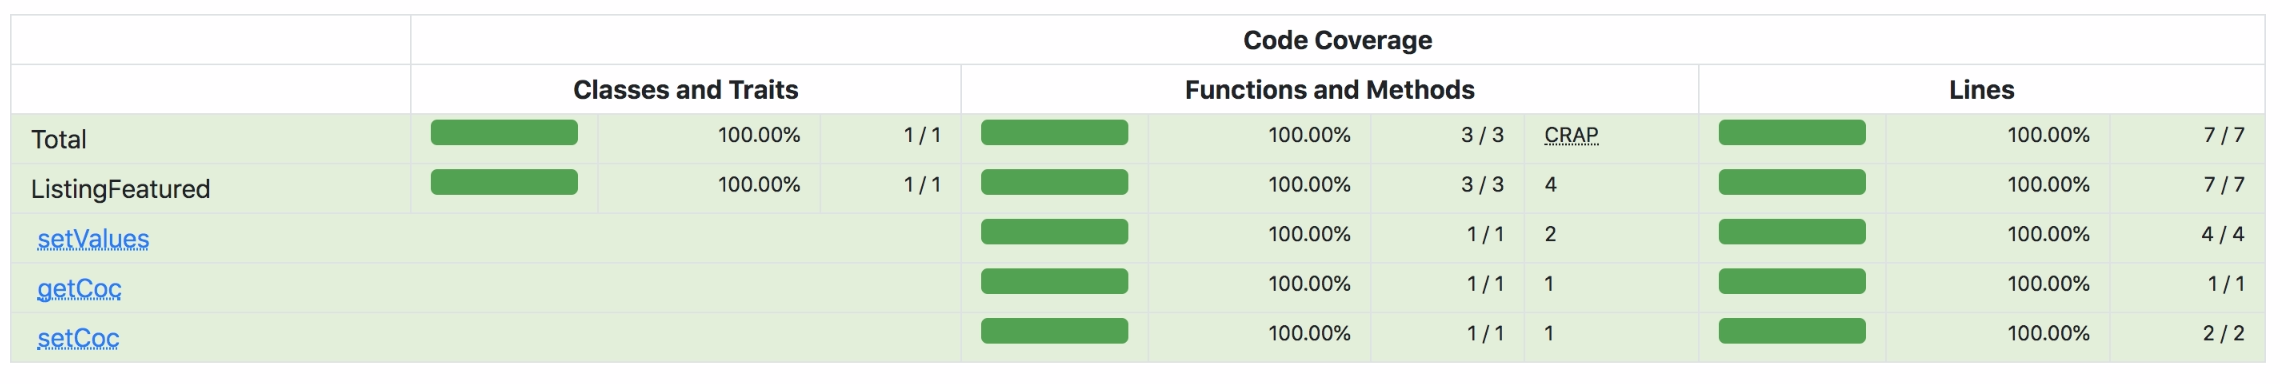 Code Coverage
Classes and Traits Functions and Methods Lines
Total 100.00% 1 / 1 100.00% 3 / 3 CRAP 100.00% 7 / 7
ListingFeatured 100.00% 1 / 1 100.00% 3 / 3 4 100.00% 7 / 7
setValues 100.00% 1 / 1 2 100.00% 4 / 4
getCoc 100.00% 1 / 1 1 100.00% 1 / 1
setCoc 100.00% 1 / 1 1 100.00% 2 / 2